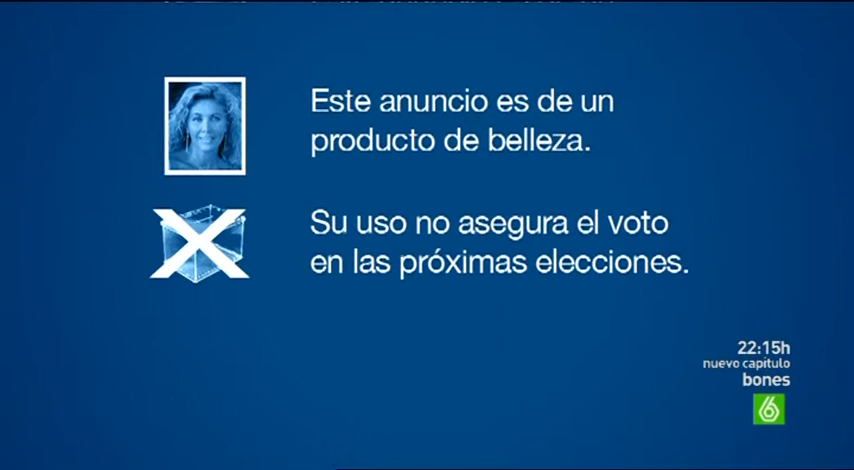 Este anuncio es de un
producto de belleza.
Su uso no asegura el voto
en las próximas elecciones.
22:15h
nuevo capítulo
bones
6